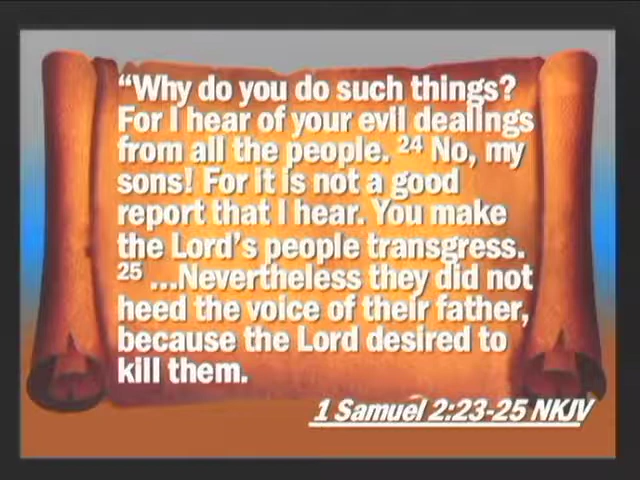 “Why do you do such things?
For I hear of your evil dealings
from all the people. 24 No, my
sons! For it is not a good
report that I hear. You make
the Lord’s people transgress.
25 ...Nevertheless they did not
heed the voice of their father,
because the Lord desired to
kill them.
1 Samuel 2:23-25 NKJV